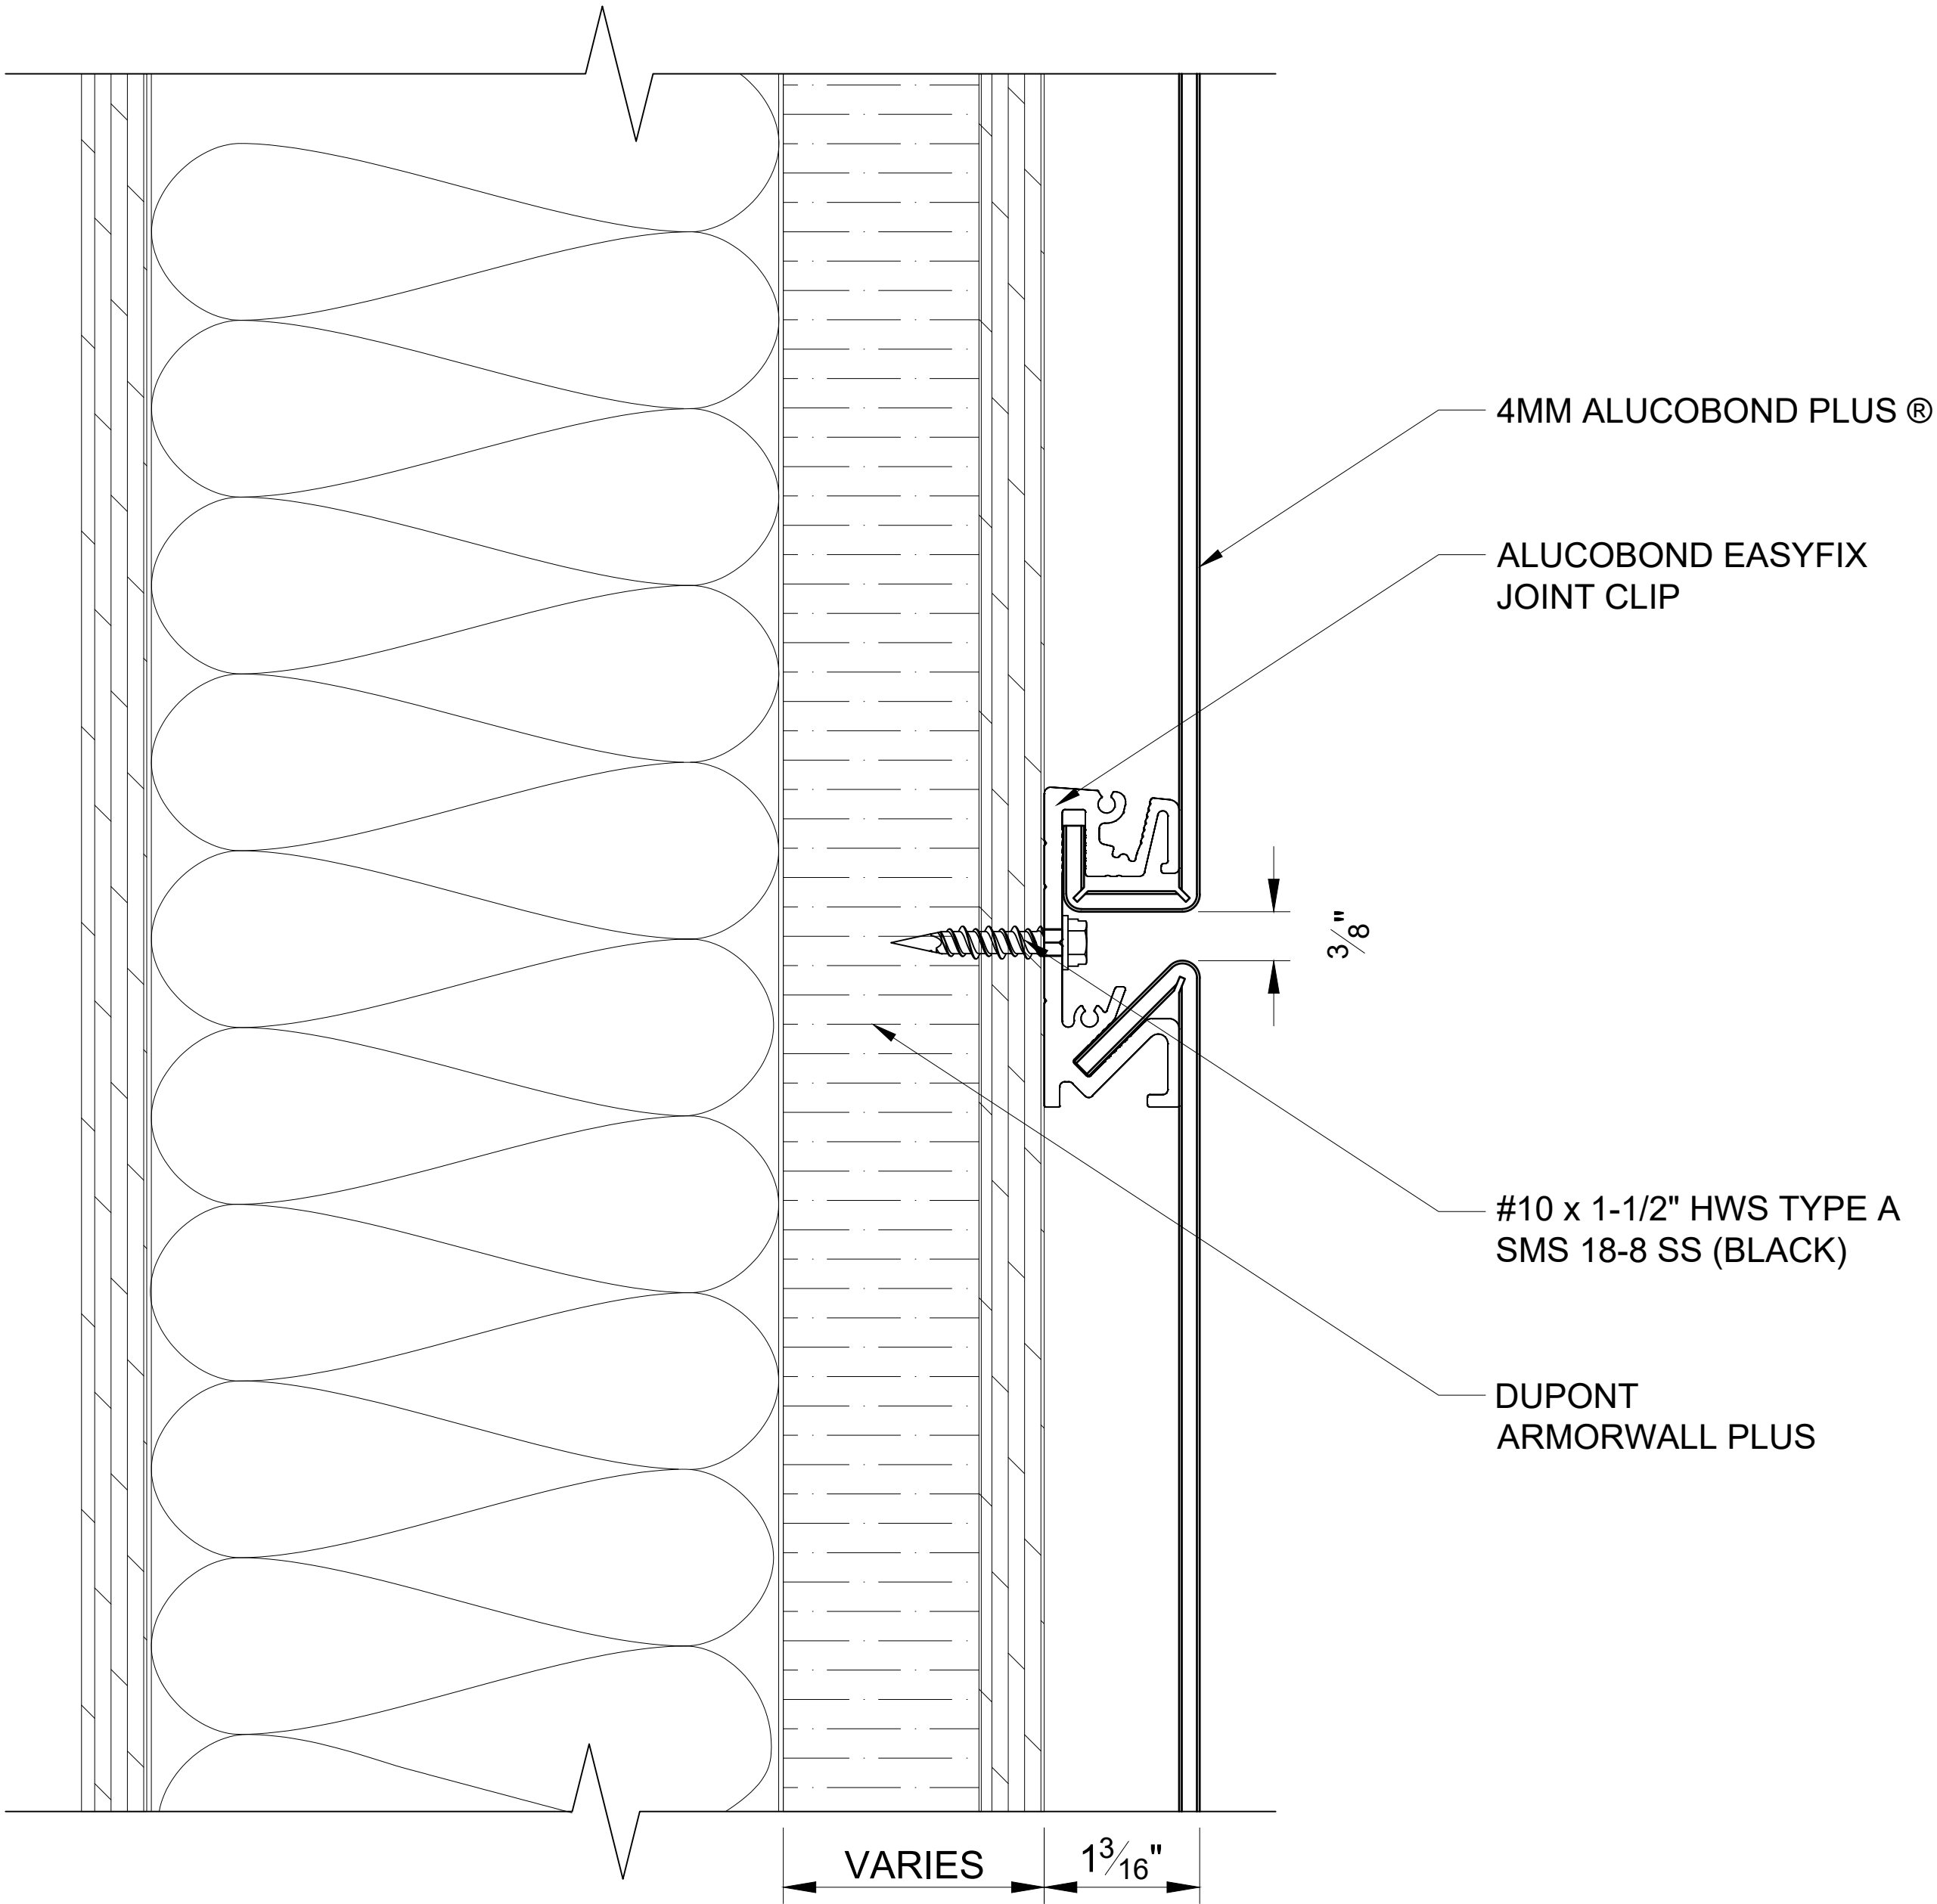 4MM ALUCOBOND PLUS ®
ALUCOBOND EASYFIX
JOINT CLIP
3/8"
#10 x 1-1/2" HWS TYPE A
SMS 18-8 SS (BLACK)
DUPONT
ARMORWALL PLUS
VARIES
1 3/16"